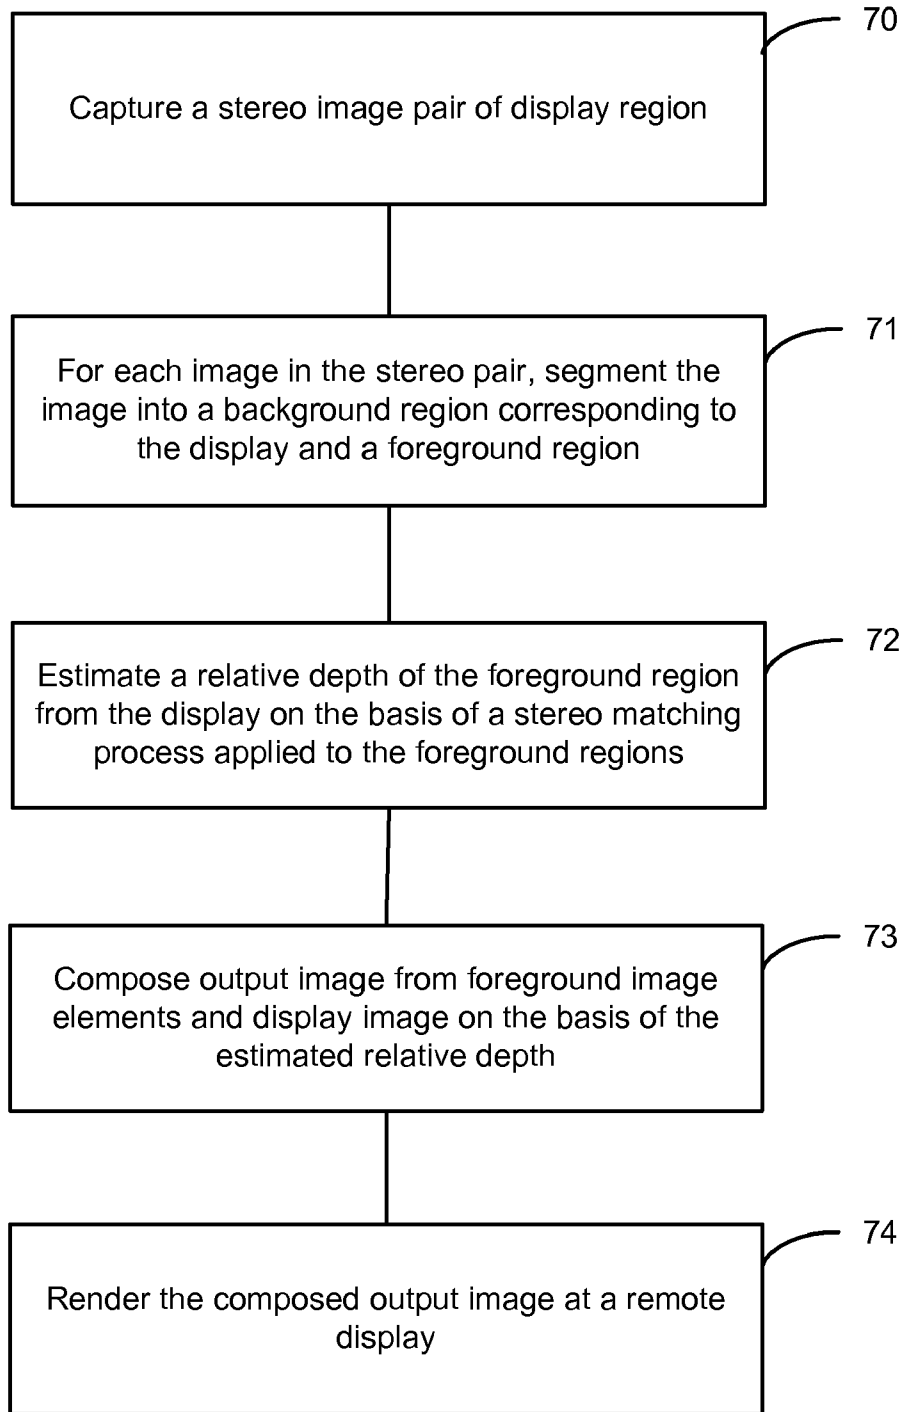 70
Capture a stereo image pair of display region
71
For each image in the stereo pair, segment the
image into a background region corresponding to
the display and a foreground region
72
Estimate a relative depth of the foreground region
from the display on the basis of a stereo matching
process applied to the foreground regions
73
Compose output image from foreground image
elements and display image on the basis of the
estimated relative depth
74
Render the composed output image at a remote
display